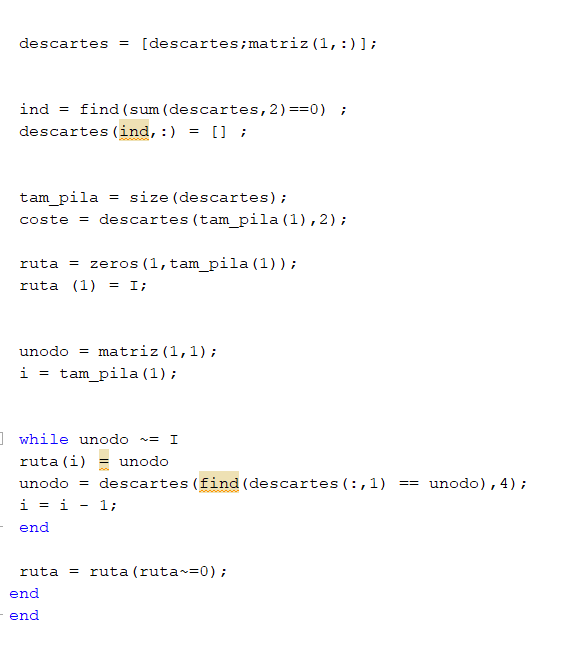 descartes = [descartes;matriz(1,:)];
ind = find(sum(descartes,2)==0) ;
descartes(ind,:) = [] ;
tam_pila = size(descartes);
coste = descartes(tam_pila(1),2);
ruta = zeros(1,tam_pila(1));
ruta (1) = I;
unodo = matriz(1,1);
i = tam_pila(1);
while unodo ~= I
ruta(i) = unodo
unodo = descartes(find(descartes(:,1) == unodo),4);
i = i - 1;
end
ruta = ruta(ruta~=0);
end
end